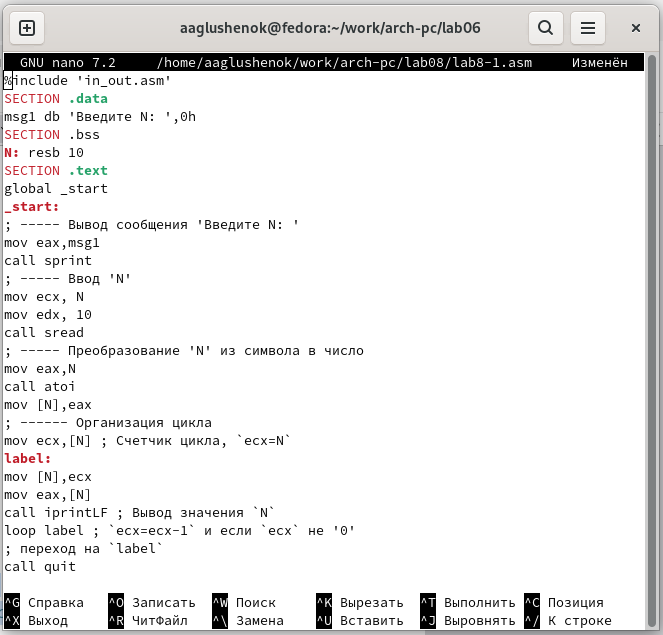 aaglushenok@fedora:~/work/arch-pc/lab06
GNU nano 7.2 /home/aaglushenok/work/arch-pc/lab08/lab8-1.asm Изменён
%include 'in_out.asm'
SECTION .data
msg1 db 'Введите N: ',0h
SECTION .bss
N: resb 10
SECTION .text
global _start
_start:
; ----- Вывод сообщения 'Введите N: '
mov eax,msg1
call sprint
; ----- Ввод 'N'
mov ecx, N
mov edx, 10
call sread
; ----- Преобразование 'N' из символа в число
mov eax,N
call atoi
mov [N],eax
; ------ Организация цикла
mov ecx,[N] ; Счетчик цикла, `ecx=N`
label:
mov [N],ecx
mov eax,[N]
call iprintLF ; Вывод значения `N`
loop label ; `ecx=ecx-1` и если `ecx` не '0'
; переход на `label`
call quit
^G Справка ^O Записать ^W Поиск ^K Вырезать ^T Выполнить ^C Позиция
^X Выход ^R ЧитФайл ^\ Замена ^U Вставить ^J Выровнять ^/ К строке